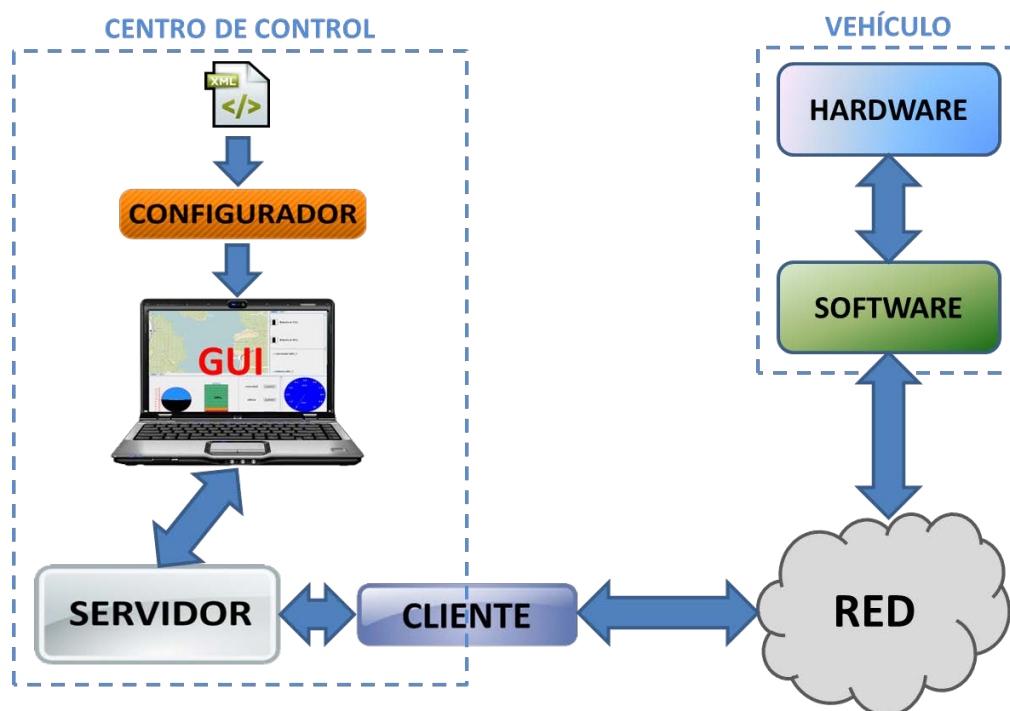 CENTRO DE CONTROL
VEHÍCULO
XML
</>
HARDWARE
CONFIGURADOR
SOFTWARE
GUI
SERVIDOR
CLIENTE
RED